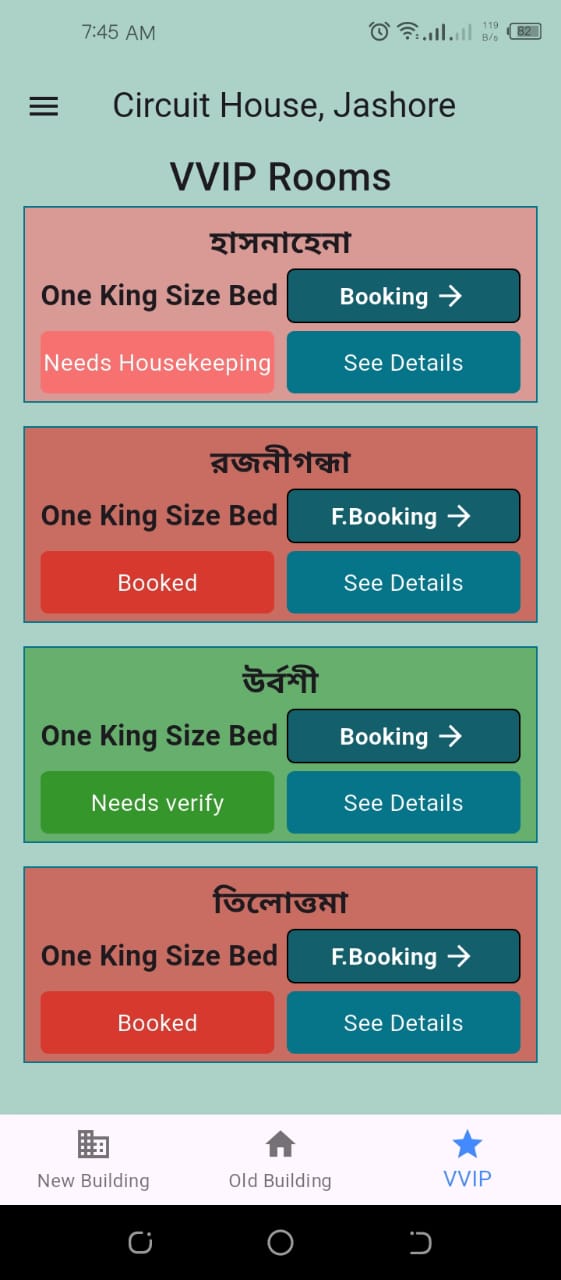 7:45 AM
119
B/s
82
Circuit House, Jashore
VVIP Rooms
হাসনাহেনা
One King Size Bed
Booking →
Needs Housekeeping
See Details
রজনীগন্ধা
One King Size Bed
F.Booking →
Booked
See Details
উর্বশী
One King Size Bed
Booking →
Needs verify
See Details
তিলোত্তমা
One King Size Bed
F.Booking →
Booked
See Details
New Building
Old Building
VVIP